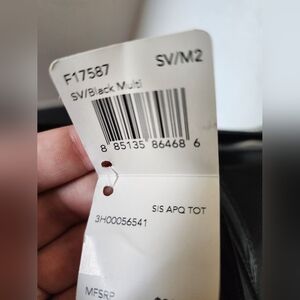 F17587 SV/M2
SV/Black Multi
8 85135 86468 6
SIS APQ TOT
3H00056541
MFSRP